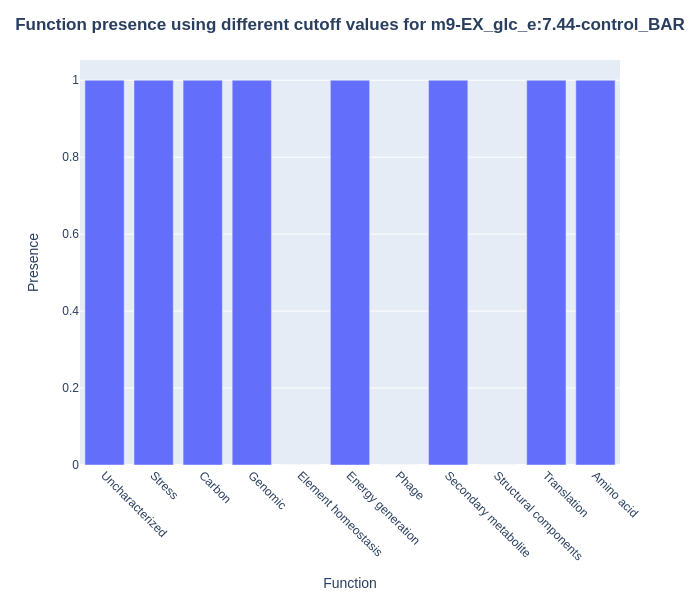 Function presence using different cutoff values for m9-EX_glc_e:7.44-control_BAR
1
0.8
0.6
0.4
0.2
0
Presence
Uncharacterized
Stress
Carbon
Genomic
Element homeostasis
Energy generation
Phage
Secondary metabolite
Structural components
Translation
Amino acid
Function